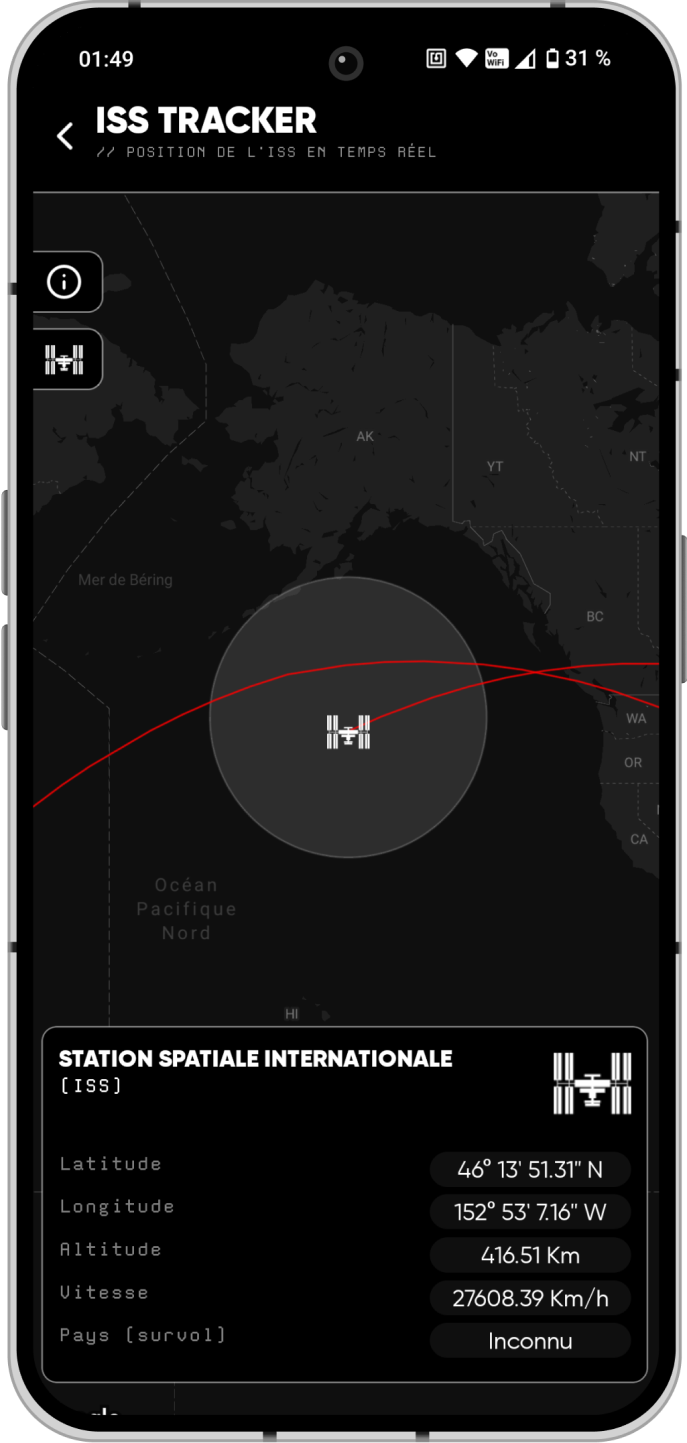 01:49
Vo
WiFi
31 %
ISS TRACKER
// POSITION DE L'ISS EN TEMPS RÉEL
AK
YT
NT
Mer de Béring
BC
WA
OR
CA
Océan
Pacifique
Nord
HI
STATION SPATIALE INTERNATIONALE
[ISS]
Latitude
46° 13' 51.31" N
Longitude
152° 53' 7.16" W
Altitude
416.51 Km
Vitesse
27608.39 Km/h
Pays [survol]
Inconnu